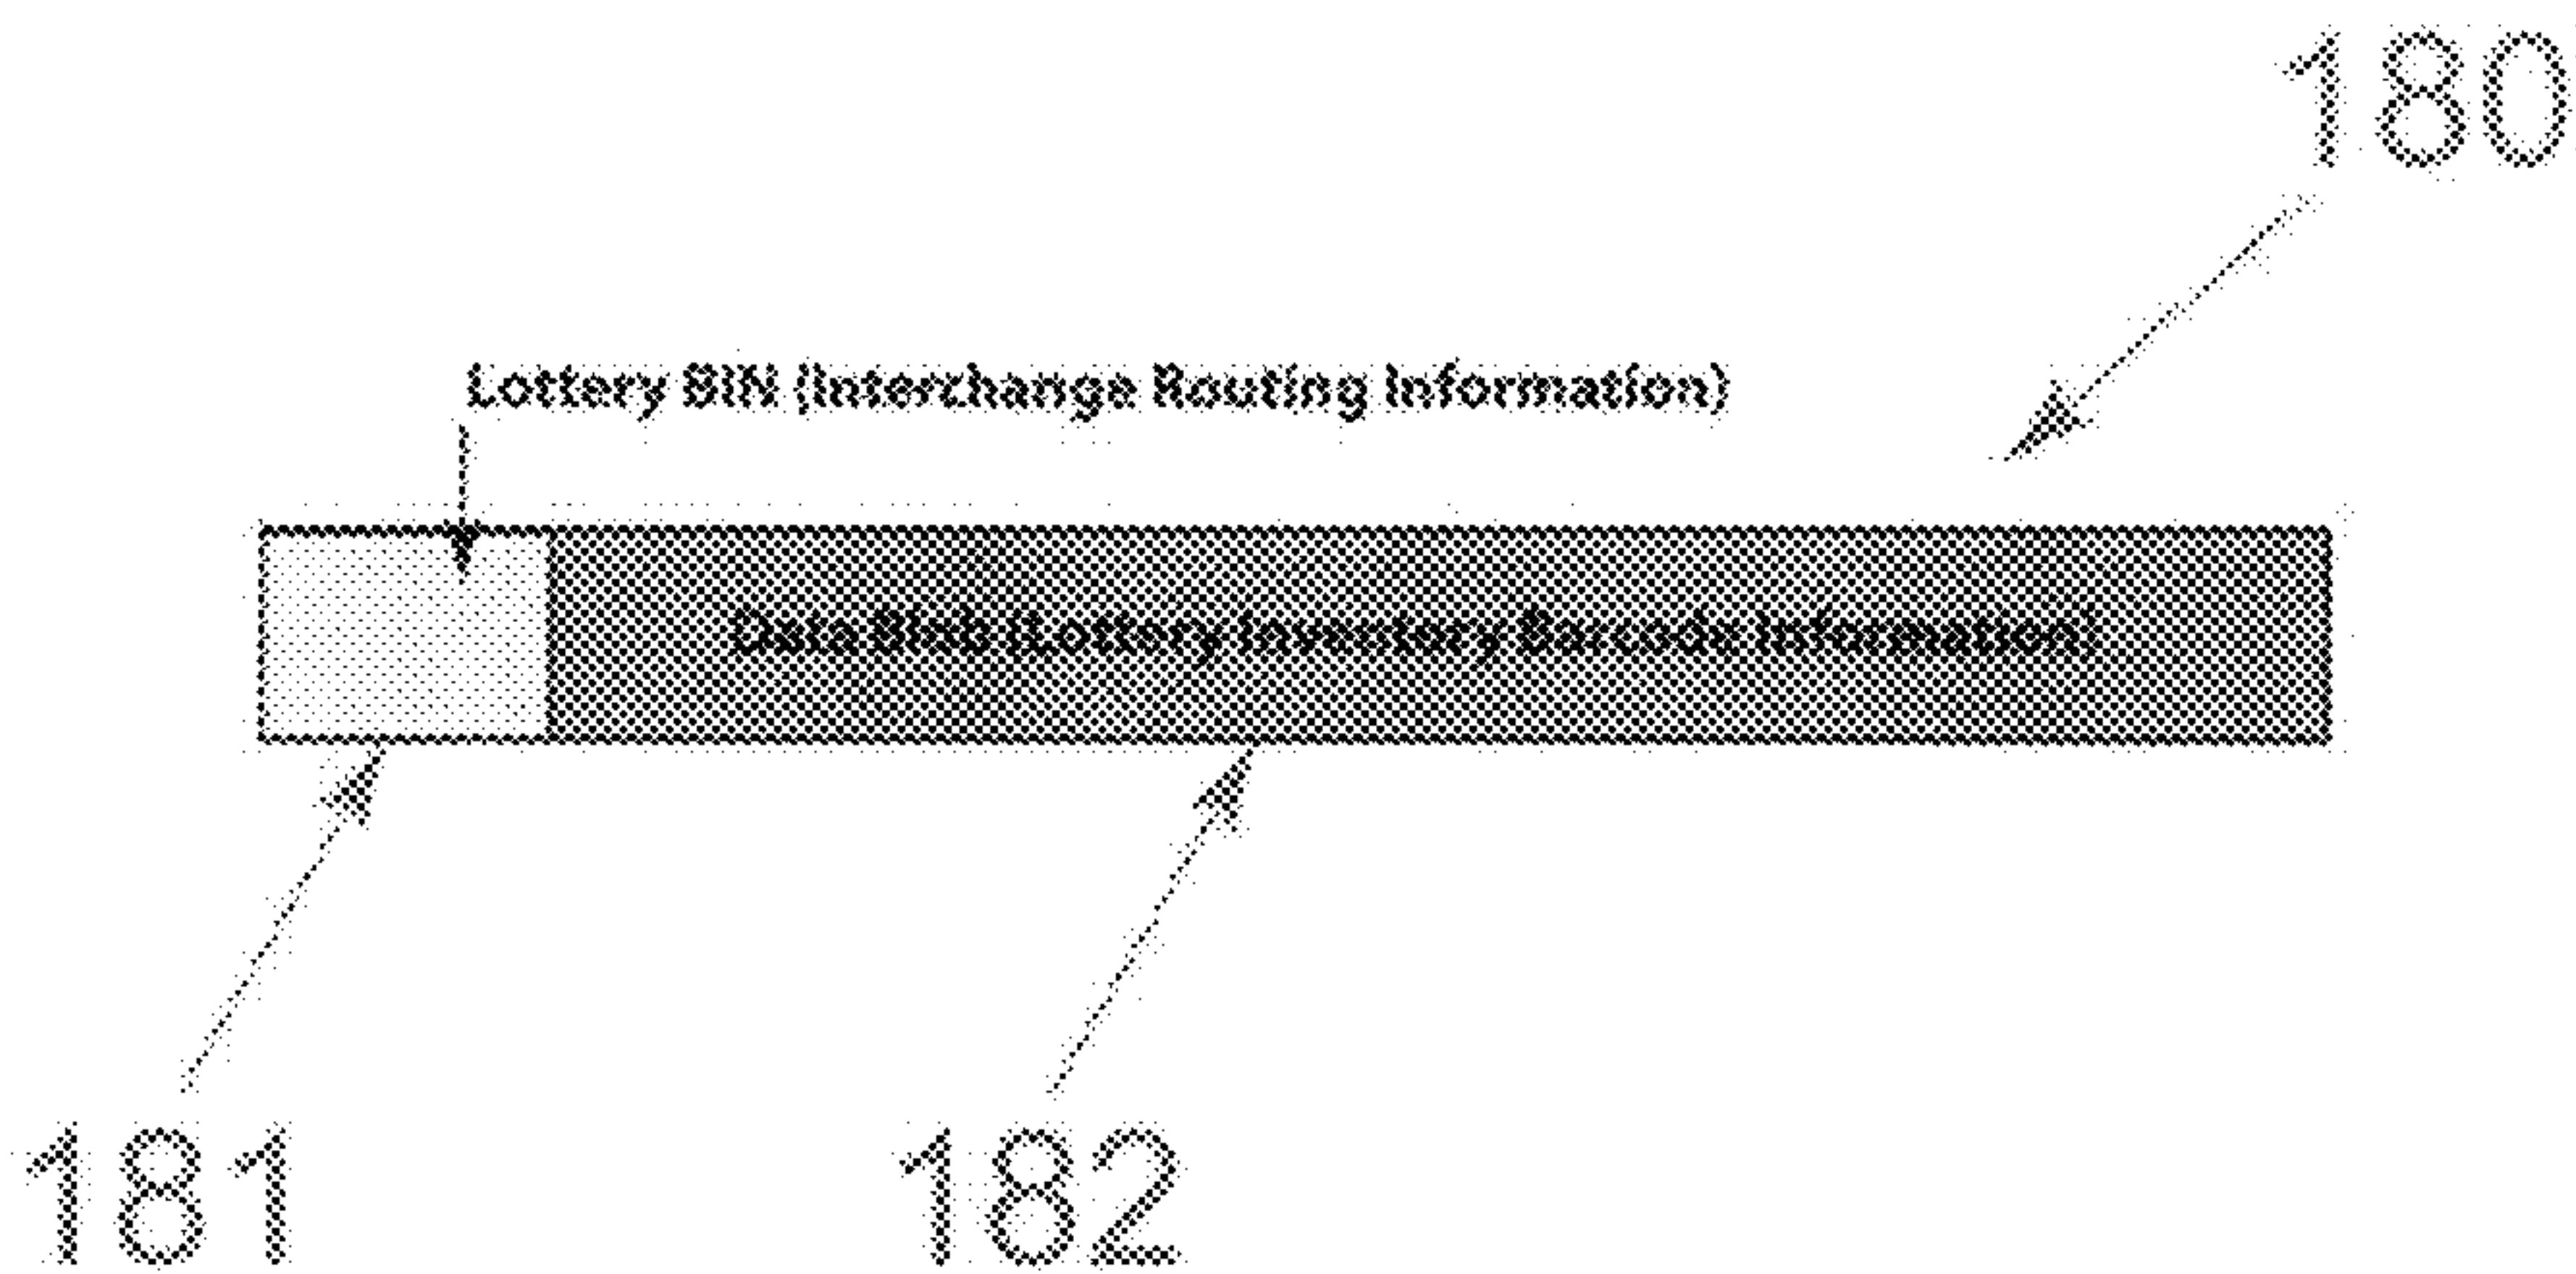 180
Lottery BIN (Interchange Routing Information)
Data Blob (Lottery Inventory Barcode Information)
181
182